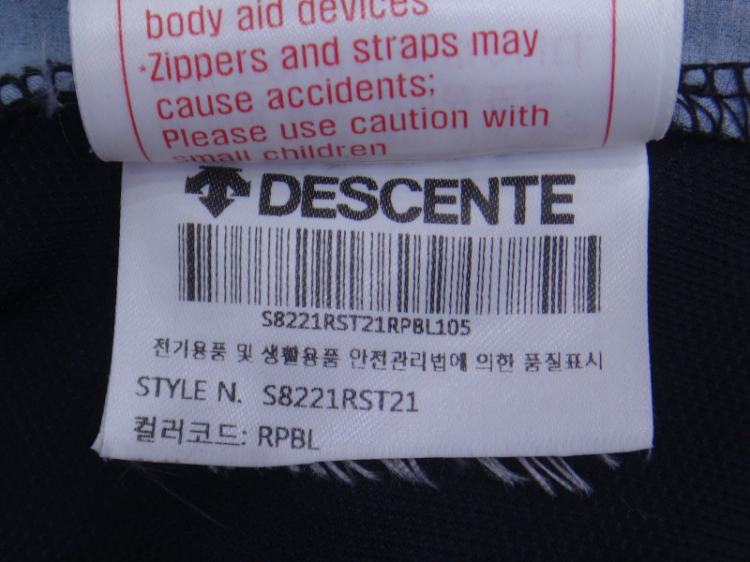 body aid devices
*Zippers and straps may
cause accidents;
Please use caution with
small children
DESCENTE
S8221RST21RPBL105
전기용품 및 생활용품 안전관리법에 의한 품질표시
STYLE N. S8221RST21
컬러코드: RPBL